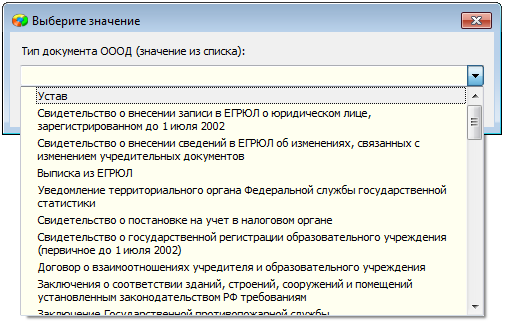 Выберите значение
Тип документа ОООД (значение из списка):
Устав
Свидетельство о внесении записи в ЕГРЮЛ о юридическом лице,
зарегистрированном до 1 июля 2002
Свидетельство о внесении сведений в ЕГРЮЛ об изменениях, связанных с
изменением учредительных документов
Выписка из ЕГРЮЛ
Уведомление территориального органа Федеральной службы государственной
статистики
Свидетельство о постановке на учет в налоговом органе
Свидетельство о государственной регистрации образовательного учреждения
(первичное до 1 июля 2002)
Договор о взаимоотношениях учредителя и образовательного учреждения
Заключения о соответствии зданий, строений, сооружений и помещений
установленным законодательством РФ требованиям
Заключение Государственной противопожарной службы